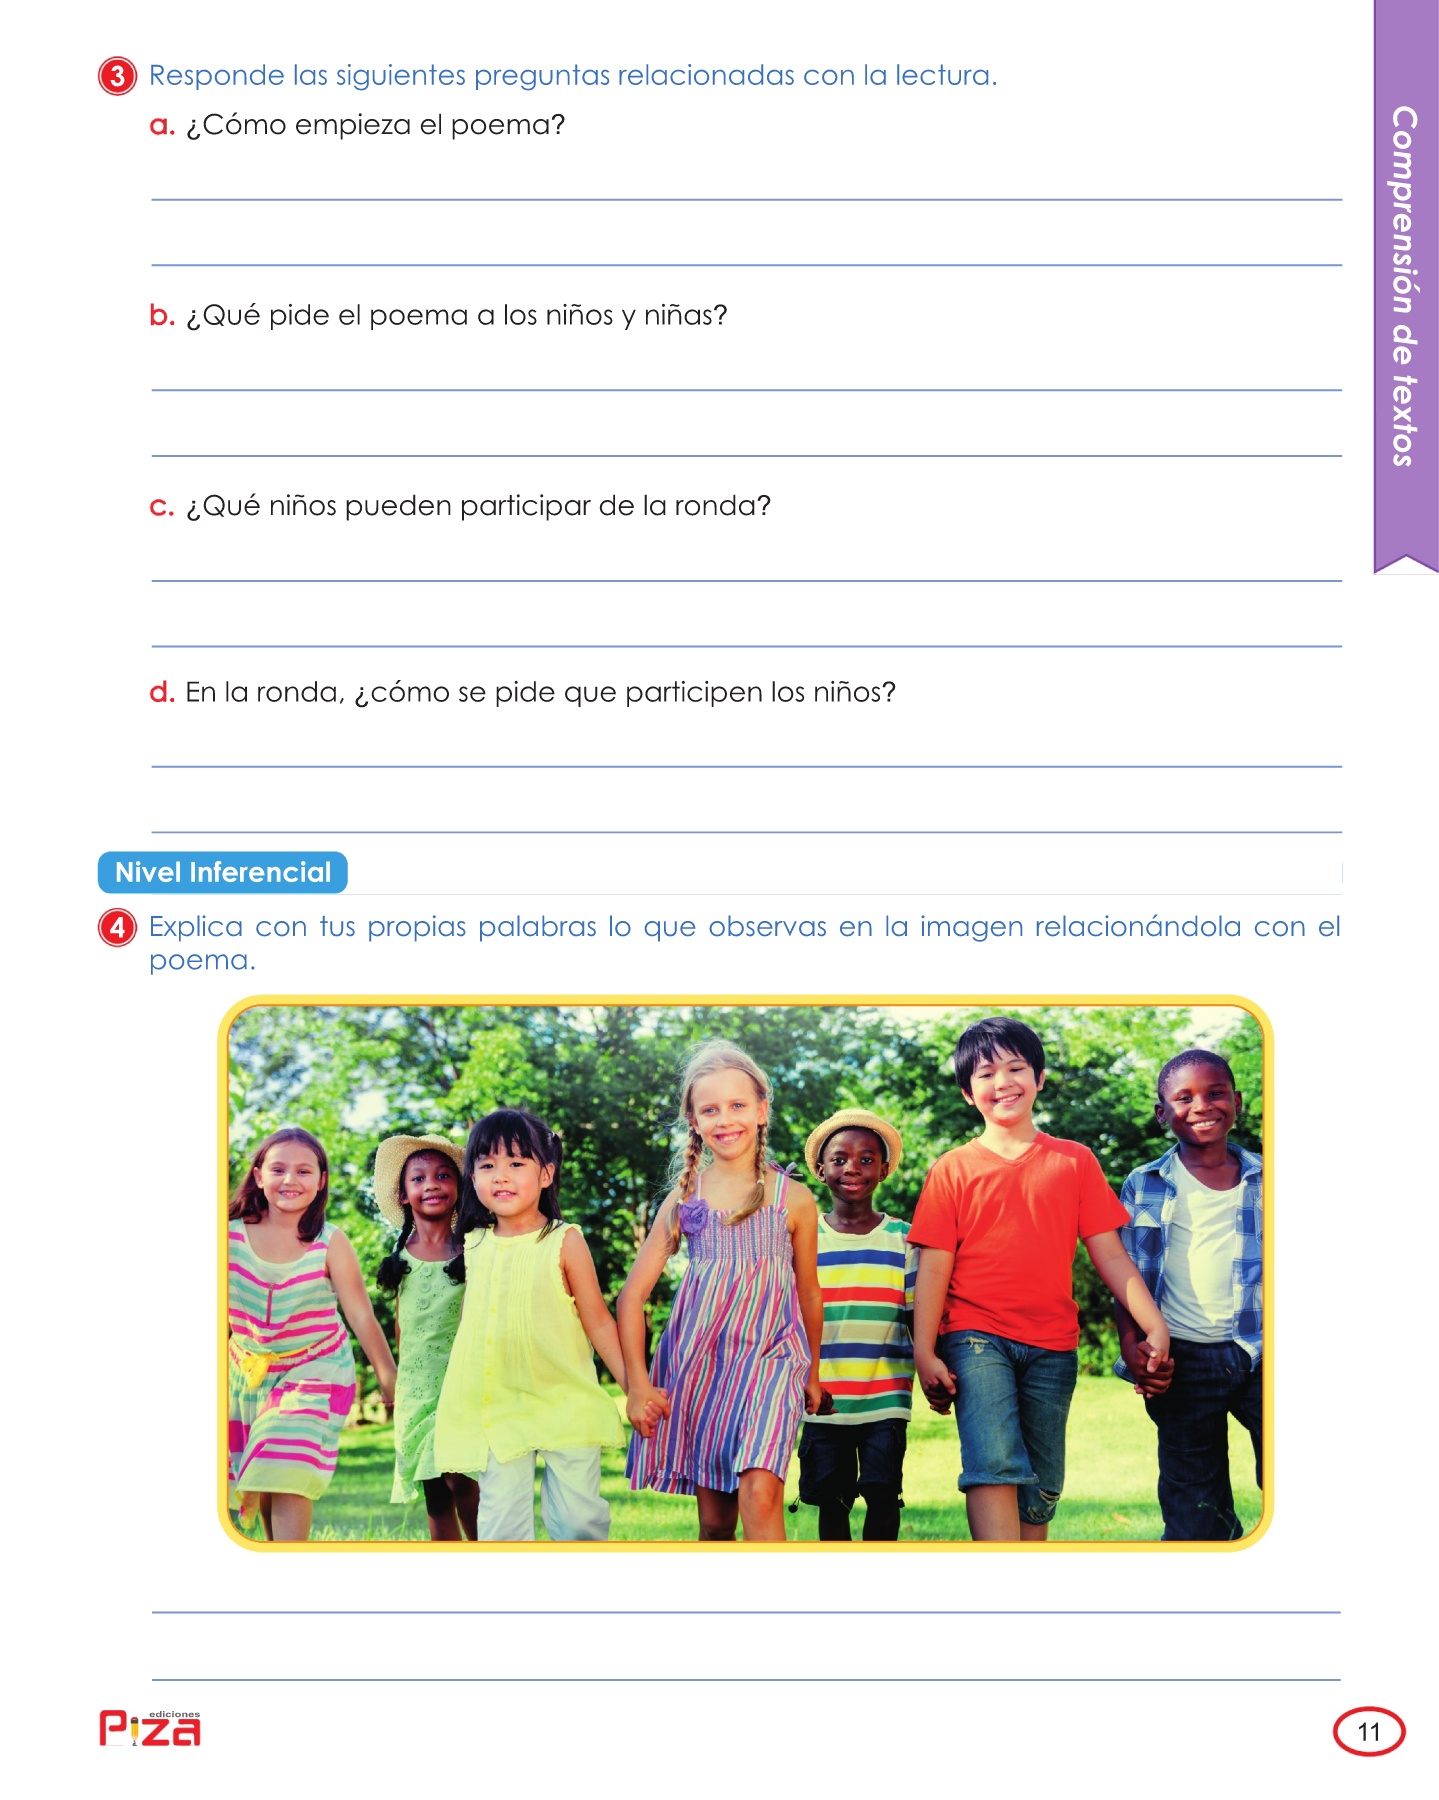 3 Responde las siguientes preguntas relacionadas con la lectura.
a. ¿Cómo empieza el poema?
b. ¿Qué pide el poema a los niños y niñas?
c. ¿Qué niños pueden participar de la ronda?
d. En la ronda, ¿cómo se pide que participen los niños?
Nivel Inferencial
4 Explica con tus propias palabras lo que observas en la imagen relacionándola con el
poema.
ediciones
Piza
11
Comprensión de textos